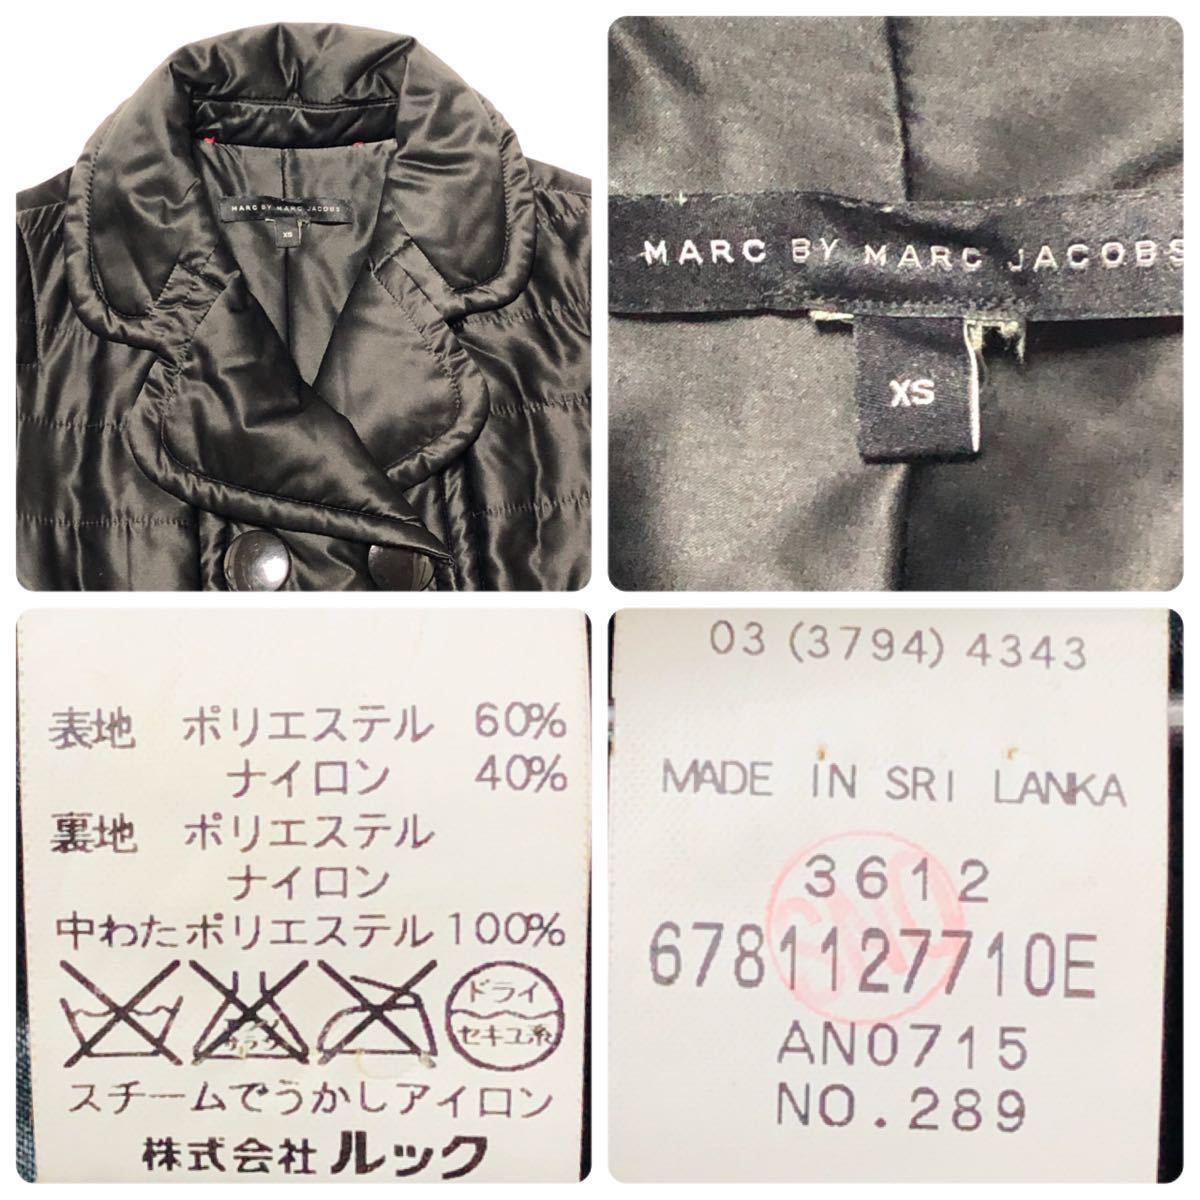 MARC BY MARC JACOBS
XS
MARC BY MARC JACOBS
XS
表地 ポリエステル 60%
ナイロン 40%
裏地 ポリエステル
ナイロン
中わたポリエステル100%
ドライ
セキユ系
スチームでうかしアイロン
株式会社 ルック
03 (3794) 4343
MADE IN SRI LANKA
3612
6781127710E
AN0715
NO.289